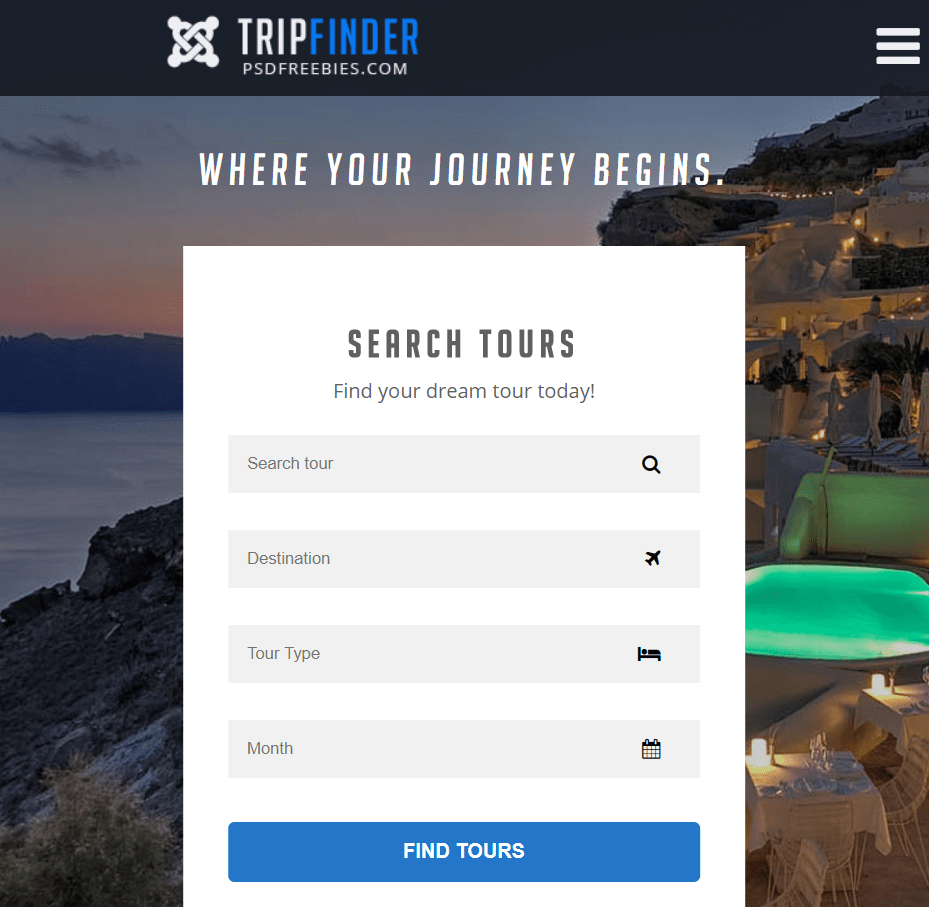 TRIPFINDER
PSDFREEBIES.COM
WHERE YOUR JOURNEY BEGINS.
SEARCH TOURS
Find your dream tour today!
Search tour
Destination
Tour Type
Month
FIND TOURS